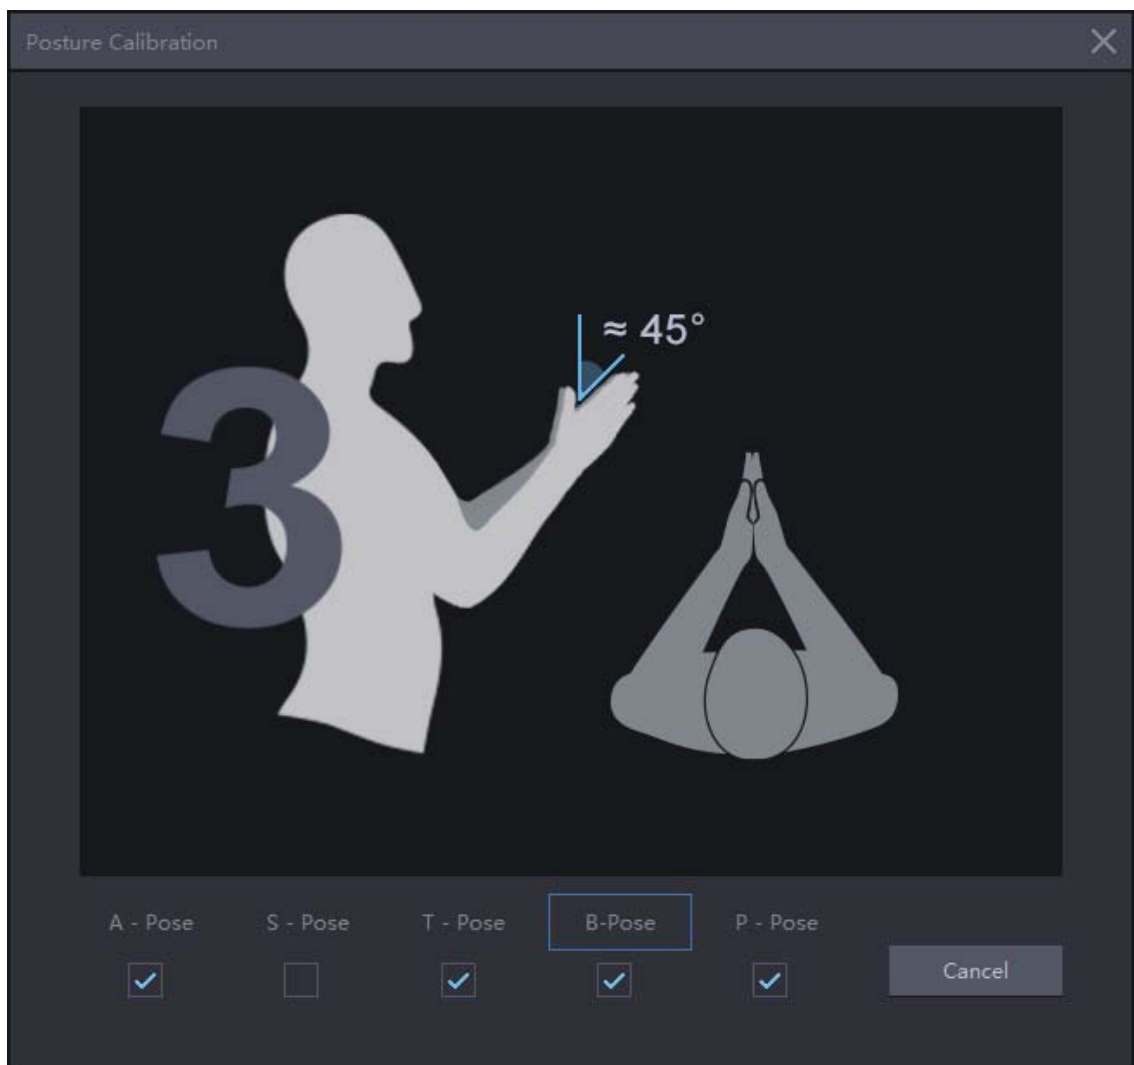 Posture Calibration
≈ 45°
3
A - Pose
S - Pose
T - Pose
B-Pose
P - Pose
Cancel